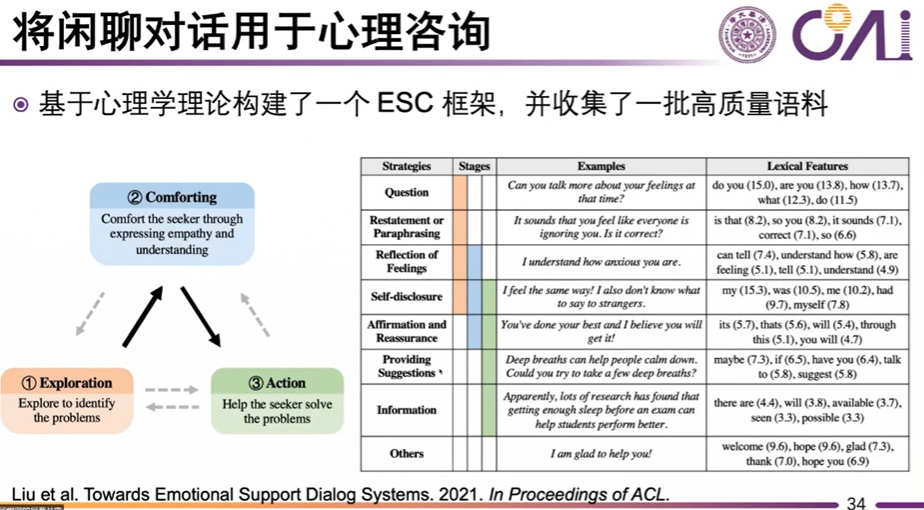 将闲聊对话用于心理咨询
基于心理学理论构建了一个 ESC 框架，并收集了一批高质量语料
② Comforting
Comfort the seeker through
expressing empathy and
understanding
① Exploration
Explore to identify
the problems
③ Action
Help the seeker solve
the problems
Strategies Stages Examples Lexical Features
Question
Can you talk more about your feelings at
that time?
do you (15.0), are you (13.8), how (13.7),
what (12.3), do (11.5)
Restatement or
Paraphrasing
It sounds that you feel like everyone is
ignoring you. Is it correct?
is that (8.2), so you (8.2), it sounds (7.1),
correct (7.1), so (6.6)
Reflection of
Feelings
I understand how anxious you are.
can tell (7.4), understand how (5.8), are
feeling (5.1), tell (5.1), understand (4.9)
Self-disclosure
I feel the same way! I also don't know what
to say to strangers.
my (15.3), was (10.5), me (10.2), had
(9.7), myself (7.8)
Affirmation and
Reassurance
You've done your best and I believe you will
get it!
its (5.7), thats (5.6), will (5.4), through
this (5.1), you will (4.7)
Providing
Suggestions
Deep breaths can help people calm down.
Could you try to take a few deep breaths?
maybe (7.3), if (6.5), have you (6.4), talk
to (5.8), suggest (5.8)
Information
Apparently, lots of research has found that
getting enough sleep before an exam can
help students perform better.
there are (4.4), will (3.8), available (3.7),
seen (3.3), possible (3.3)
Others
I am glad to help you!
welcome (9.6), hope (9.6), glad (7.3),
thank (7.0), hope you (6.9)
Liu et al. Towards Emotional Support Dialog Systems. 2021. In Proceedings of ACL.
34